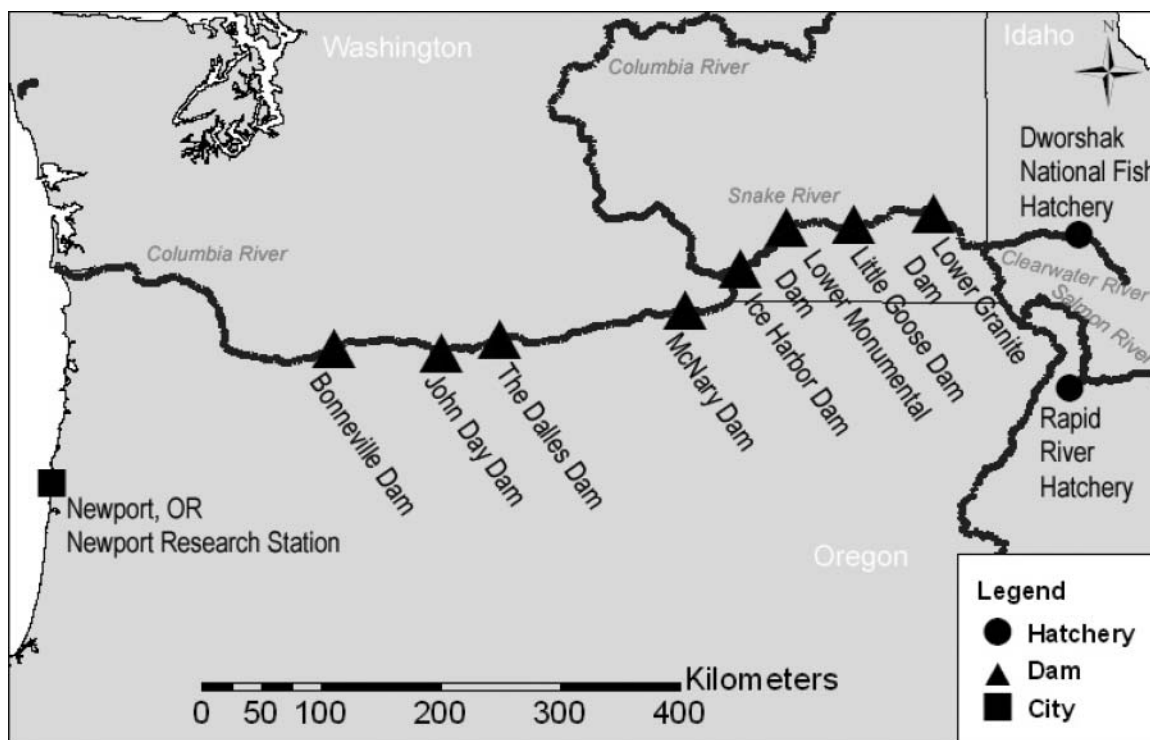 Washington
Idaho
N
Columbia River
Dworshak
National Fish
Hatchery
Snake River
Columbia River
Clearwater River
Salmon River
Bonneville Dam
John Day Dam
The Dalles Dam
McNary Dam
Ice Harbor Dam
Lower Monumental
Dam
Little Goose Dam
Lower Granite
Dam
Rapid
River
Hatchery
Newport, OR
Newport Research Station
Oregon
Legend
Hatchery
Dam
City
Kilometers
0 50 100 200 300 400